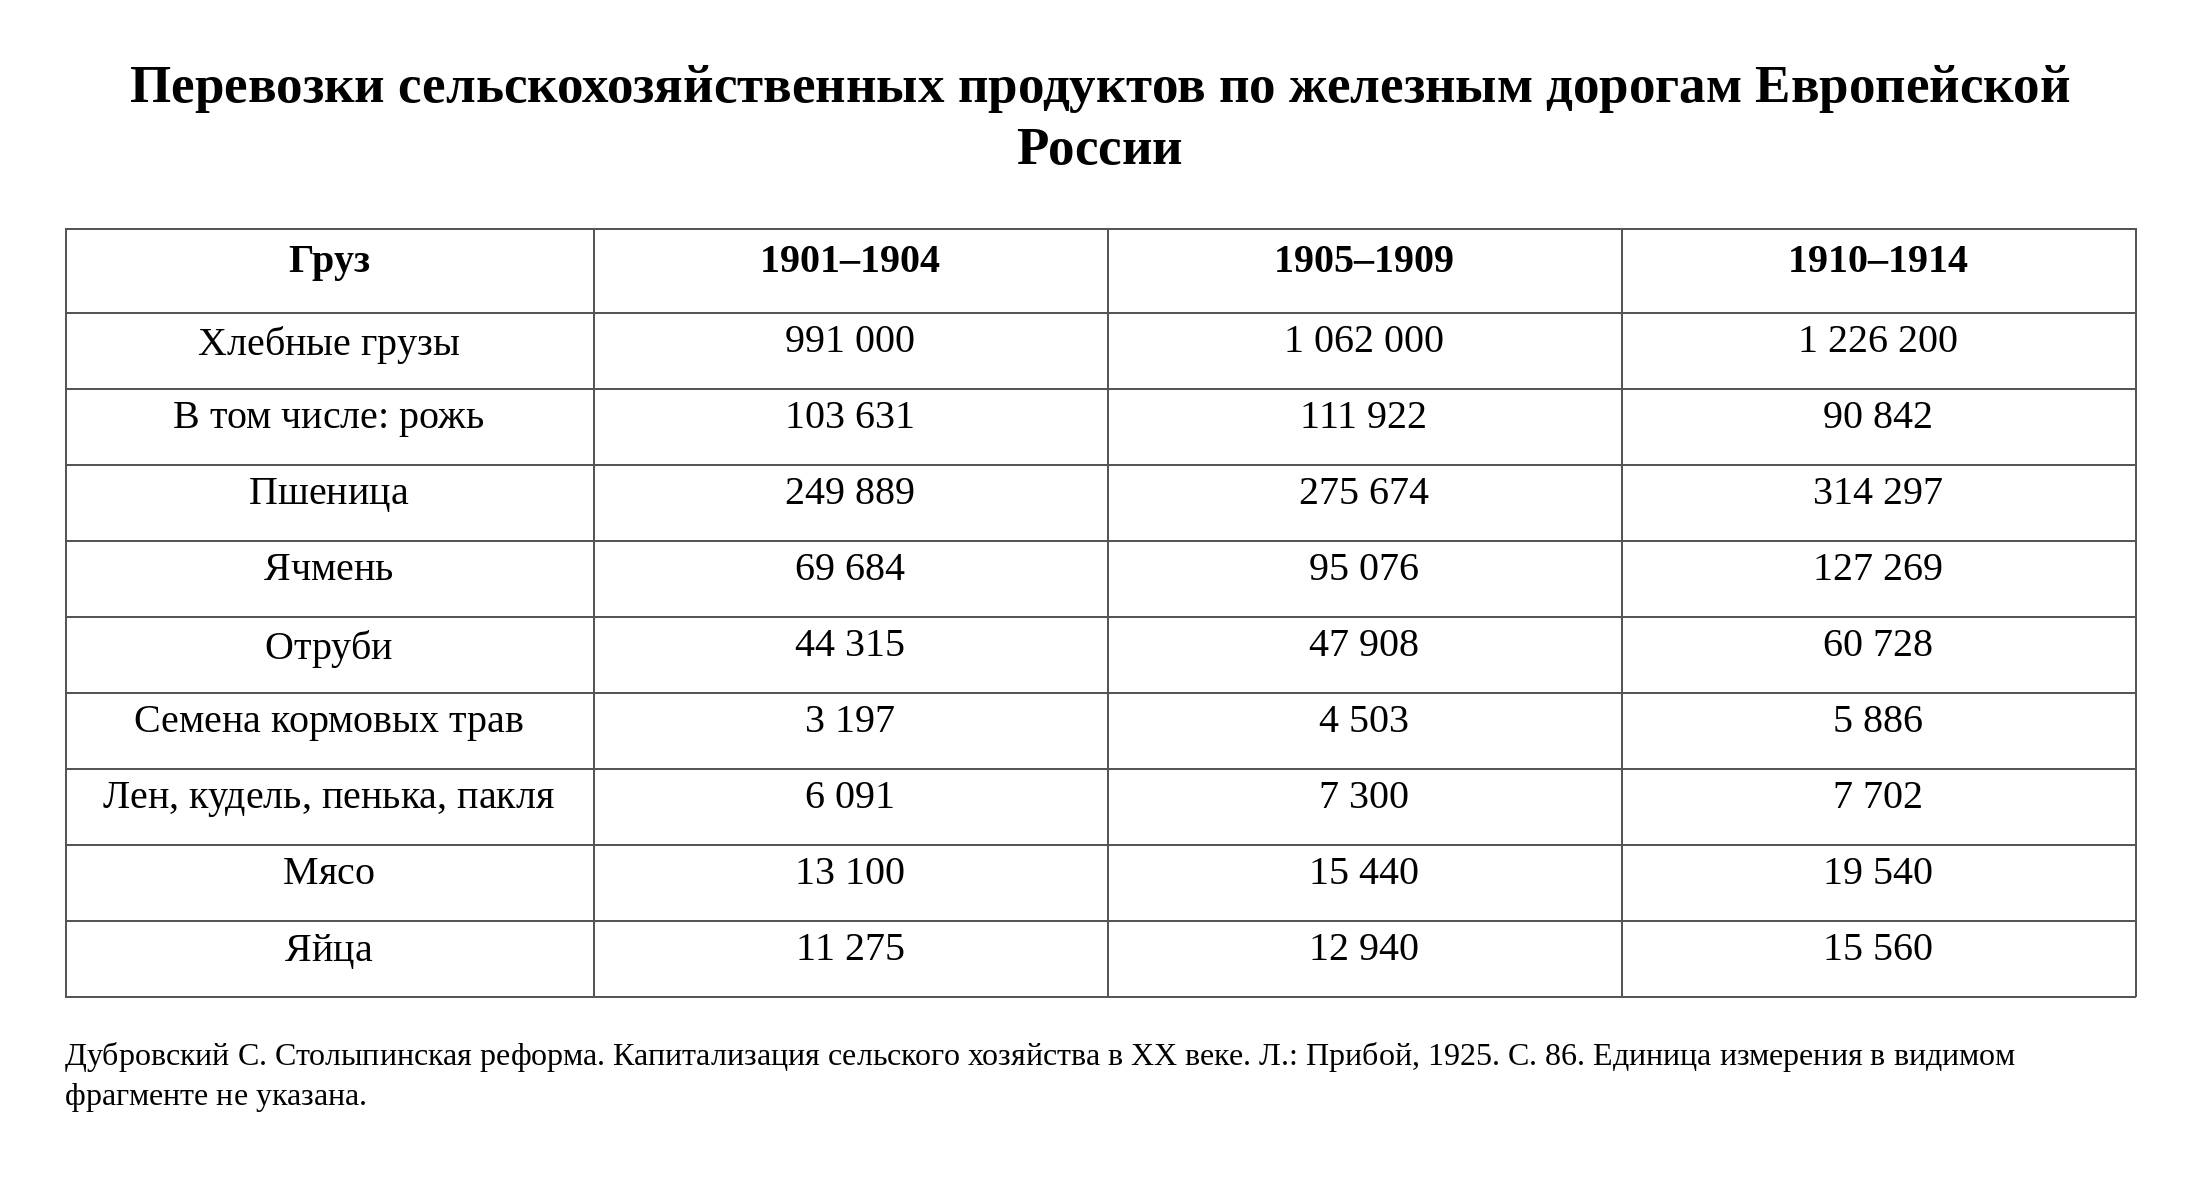 Перевозки сельскохозяйственных продуктов по железным дорогам Европейской
России
Груз 1901–1904 1905–1909 1910–1914
Хлебные грузы 991 000 1 062 000 1 226 200
В том числе: рожь 103 631 111 922 90 842
Пшеница 249 889 275 674 314 297
Ячмень 69 684 95 076 127 269
Отруби 44 315 47 908 60 728
Семена кормовых трав 3 197 4 503 5 886
Лен, кудель, пенька, пакля 6 091 7 300 7 702
Мясо 13 100 15 440 19 540
Яйца 11 275 12 940 15 560
Дубровский С. Столыпинская реформа. Капитализация сельского хозяйства в XX веке. Л.: Прибой, 1925. С. 86. Единица измерения в видимом
фрагменте не указана.